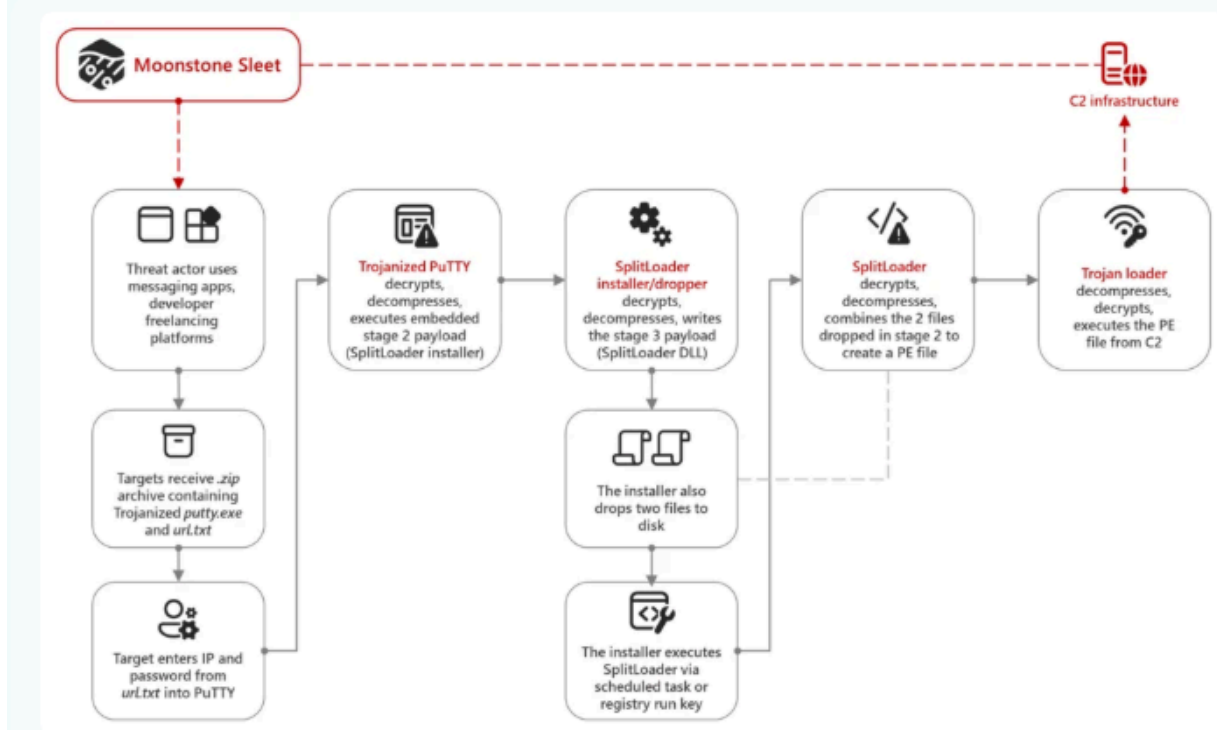 Moonstone Sleet
C2 infrastructure
Threat actor uses
messaging apps,
developer
freelancing
platforms
Targets receive .zip
archive containing
Trojanized putty.exe
and url.txt
Target enters IP and
password from
url.txt into PuTTY
Trojanized PuTTY
decrypts,
decompresses,
executes embedded
stage 2 payload
(SplitLoader installer)
SplitLoader
installer/dropper
decrypts,
decompresses, writes
the stage 3 payload
(SplitLoader DLL)
The installer also
drops two files to
disk
The installer executes
SplitLoader via
scheduled task or
registry run key
SplitLoader
decrypts,
decompresses,
combines the 2 files
dropped in stage 2 to
create a PE file
Trojan loader
decompresses,
decrypts,
executes the PE
file from C2